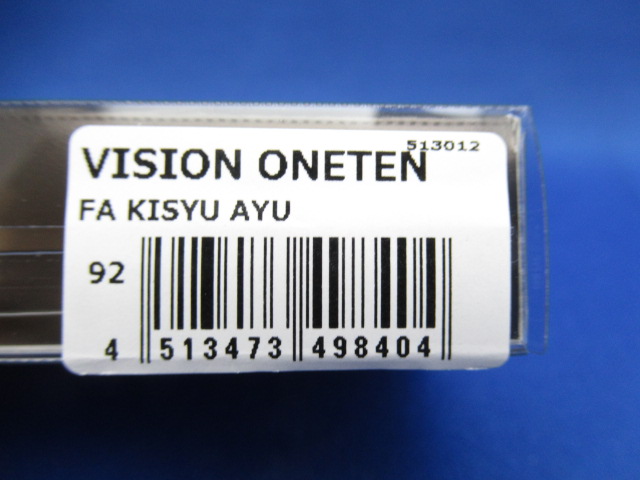 513012
VISION ONETEN
FA KISYU AYU
92
4 513473 498404